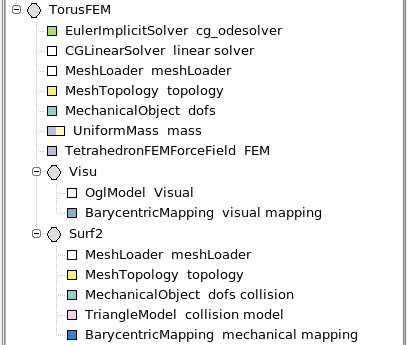 TorusFEM
EulerImplicitSolver cg_odesolver
CGLinearSolver linear solver
MeshLoader meshLoader
MeshTopology topology
MechanicalObject dofs
UniformMass mass
TetrahedronFEMForceField FEM
Visu
OglModel Visual
BarycentricMapping visual mapping
Surf2
MeshLoader meshLoader
MeshTopology topology
MechanicalObject dofs collision
TriangleModel collision model
BarycentricMapping mechanical mapping